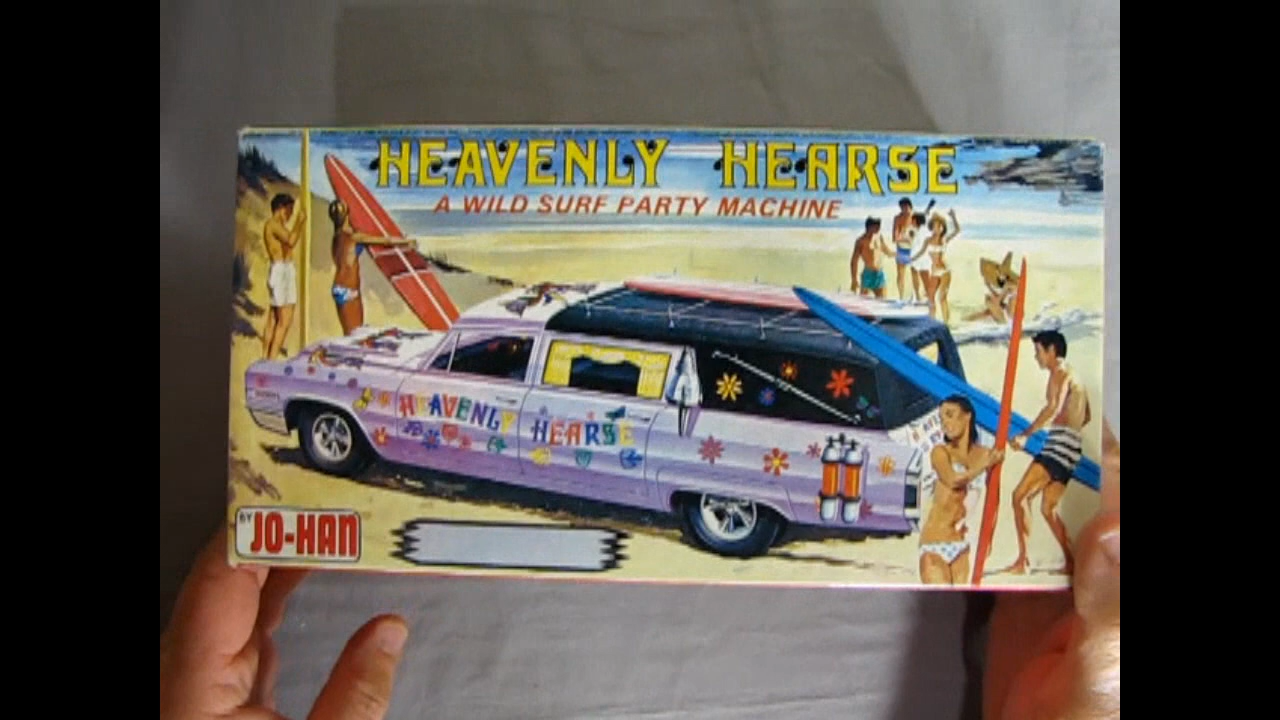 HEAVENLY HEARSE
A WILD SURF PARTY MACHINE
HEAVENLY
HEARSE
BY JO-HAN